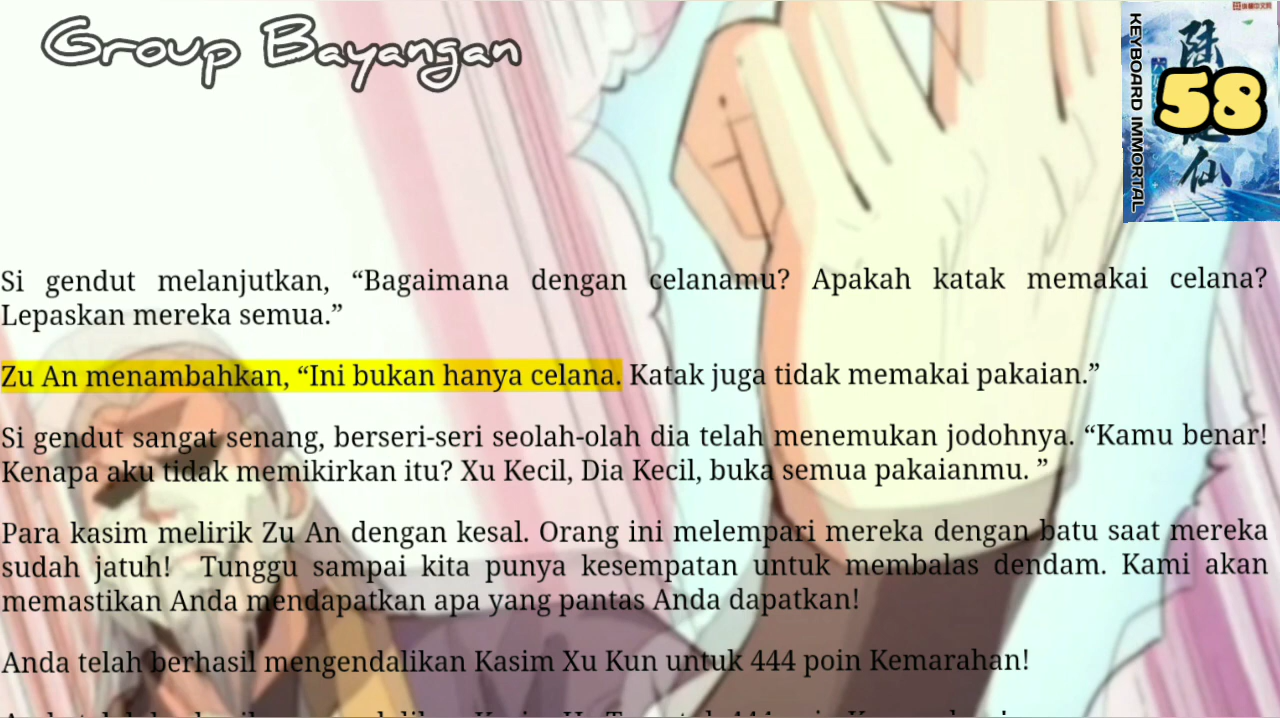 Group Bayangan
KEYBOARD IMMORTAL
58
仙
Si gendut melanjutkan, “Bagaimana dengan celanamu? Apakah katak memakai celana?
Lepaskan mereka semua.”
Zu An menambahkan, “Ini bukan hanya celana. Katak juga tidak memakai pakaian.”
Si gendut sangat senang, berseri-seri seolah-olah dia telah menemukan jodohnya. “Kamu benar!
Kenapa aku tidak memikirkan itu? Xu Kecil, Dia Kecil, buka semua pakaianmu. ”
Para kasim melirik Zu An dengan kesal. Orang ini melempari mereka dengan batu saat mereka
sudah jatuh! Tunggu sampai kita punya kesempatan untuk membalas dendam. Kami akan
memastikan Anda mendapatkan apa yang pantas Anda dapatkan!
Anda telah berhasil mengendalikan Kasim Xu Kun untuk 444 poin Kemarahan!